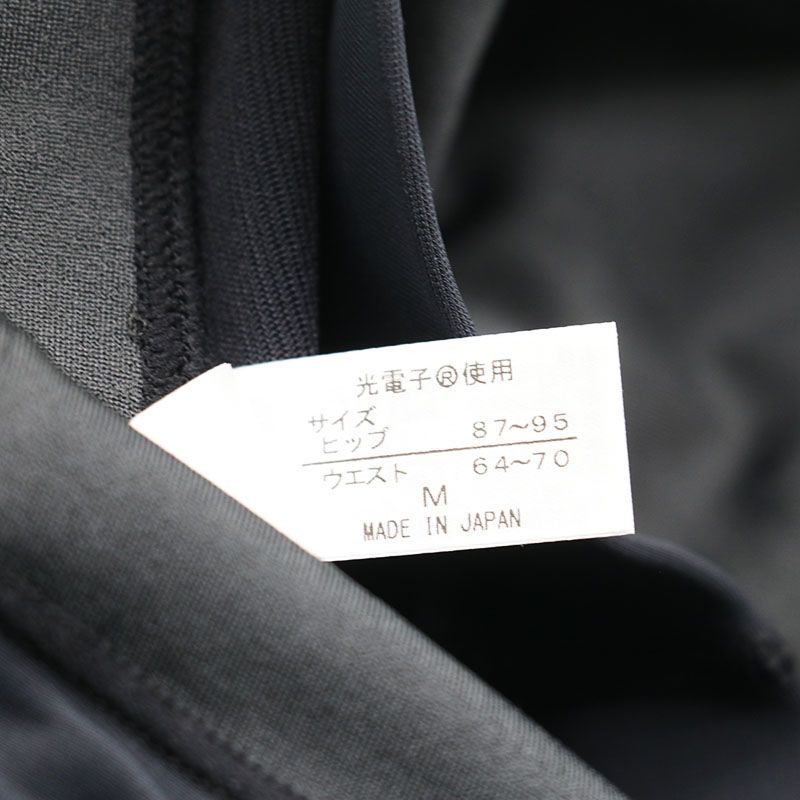 光電子®使用
サイズ
ヒップ 87~95
ウエスト 64~70
M
MADE IN JAPAN